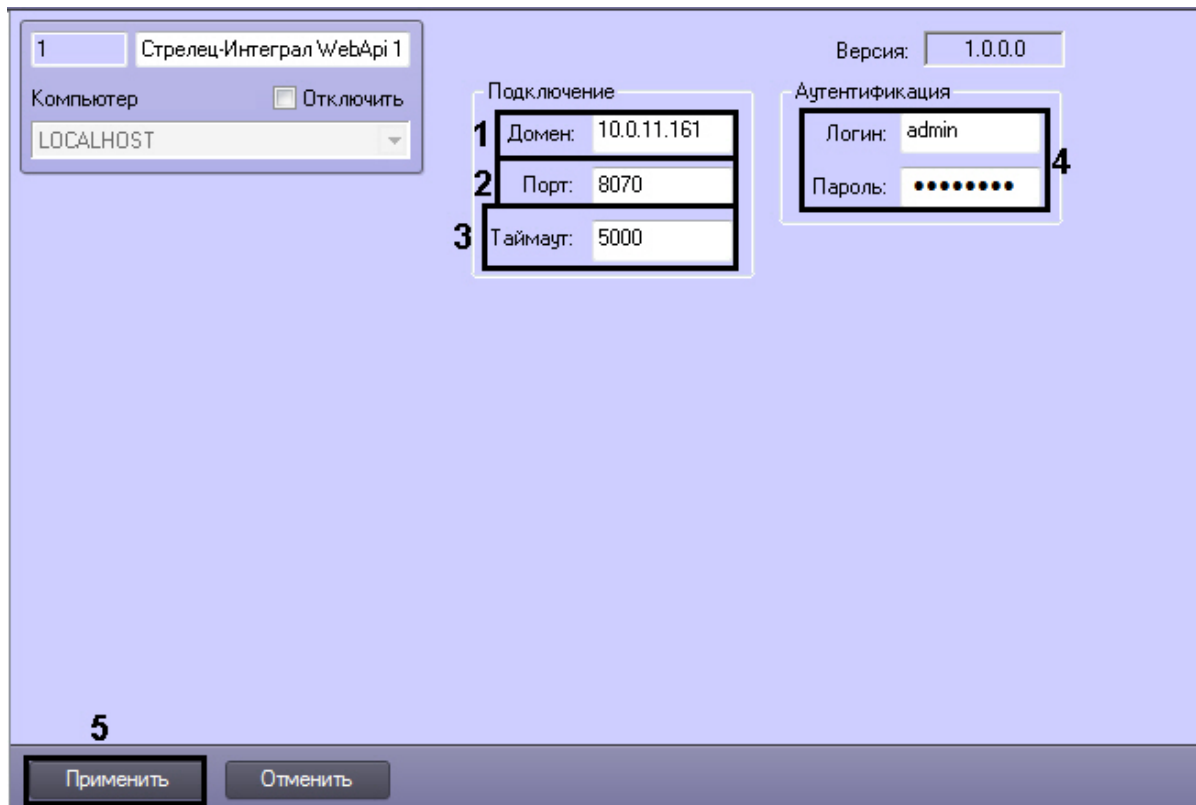 1 Стрелец-Интеграл WebApi 1
Компьютер Отключить
LOCALHOST
Версия: 1.0.0.0
Подключение
1 Домен: 10.0.11.161
2 Порт: 8070
3 Таймаут: 5000
Аутентификация
Логин: admin
Пароль: ●●●●●●●●
4
5
Применить Отменить